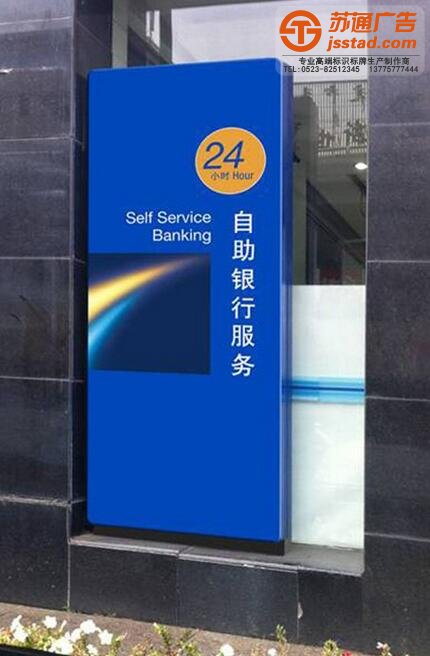 苏通广告
jsstad.com
专业高端标识标牌生产制作商
TEL:0523-82512345 13775777444
24
小时 Hour
Self Service
Banking
自助银行服务